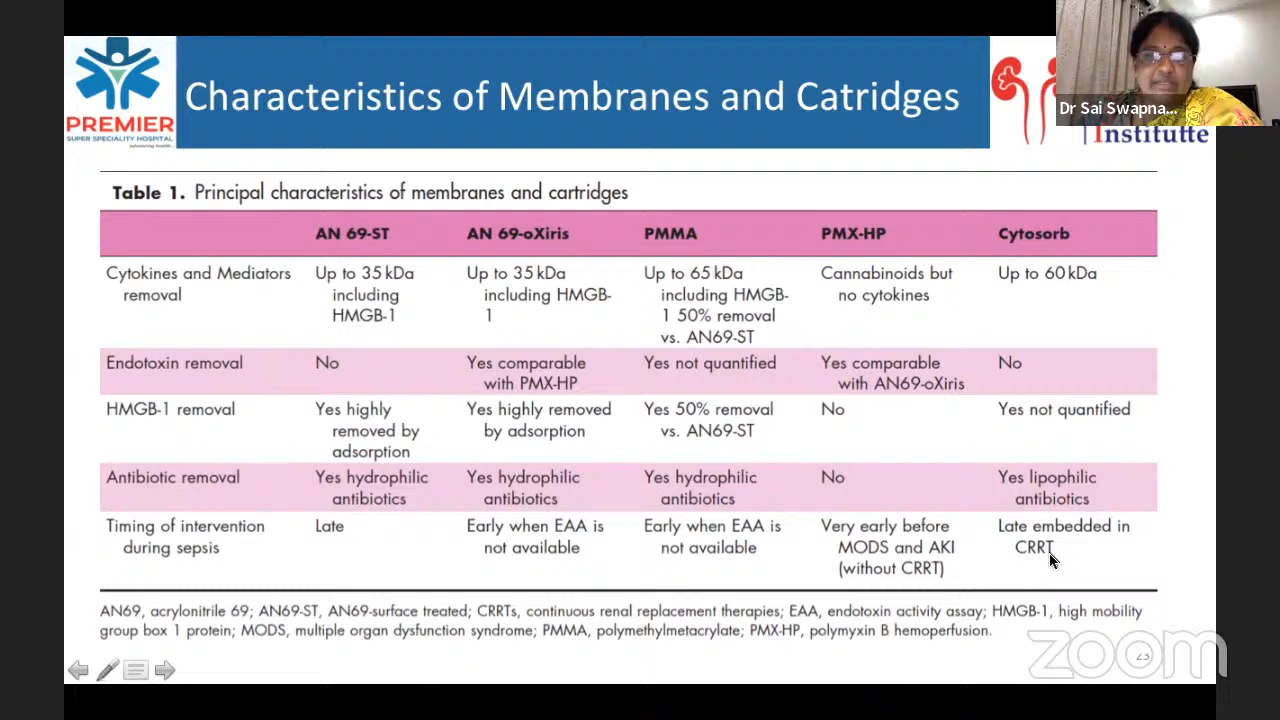 PREMIER
SUPER SPECIALITY HOSPITAL
Characteristics of Membranes and Catridges
Dr Sai Swapna...
Institutte
Table 1. Principal characteristics of membranes and cartridges
AN 69-ST AN 69-oXiris PMMA PMX-HP Cytosorb
Cytokines and Mediators Up to 35 kDa Up to 35 kDa Up to 65 kDa Cannabinoids but Up to 60 kDa
removal including including HMGB- including HMGB- no cytokines
HMGB-1 1 1 50% removal
vs. AN69-ST
Endotoxin removal No Yes comparable Yes not quantified Yes comparable No
with PMX-HP with AN69-oXiris
HMGB-1 removal Yes highly Yes highly removed Yes 50% removal No Yes not quantified
removed by by adsorption vs. AN69-ST
adsorption
Antibiotic removal Yes hydrophilic Yes hydrophilic Yes hydrophilic No Yes lipophilic
antibiotics antibiotics antibiotics antibiotics
Timing of intervention Late Early when EAA is Early when EAA is Very early before Late embedded in
during sepsis not available not available MODS and AKI CRRT
(without CRRT)
AN69, acrylonitrile 69; AN69-ST, AN69-surface treated; CRRTs, continuous renal replacement therapies; EAA, endotoxin activity assay; HMGB-1, high mobility
group box 1 protein; MODS, multiple organ dysfunction syndrome; PMMA, polymethylmetacrylate; PMX-HP, polymyxin B hemoperfusion.
zoom
23